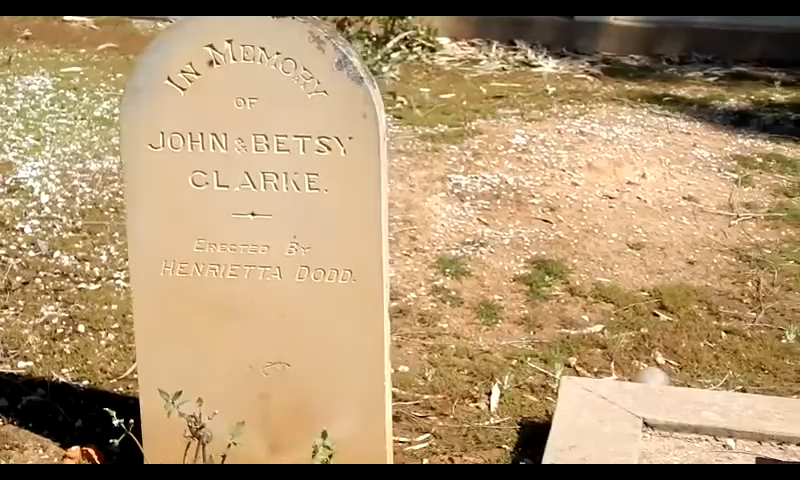 IN MEMORY
OF
JOHN & BETSY
CLARKE.
ERECTED BY
HENRIETTA DODD.